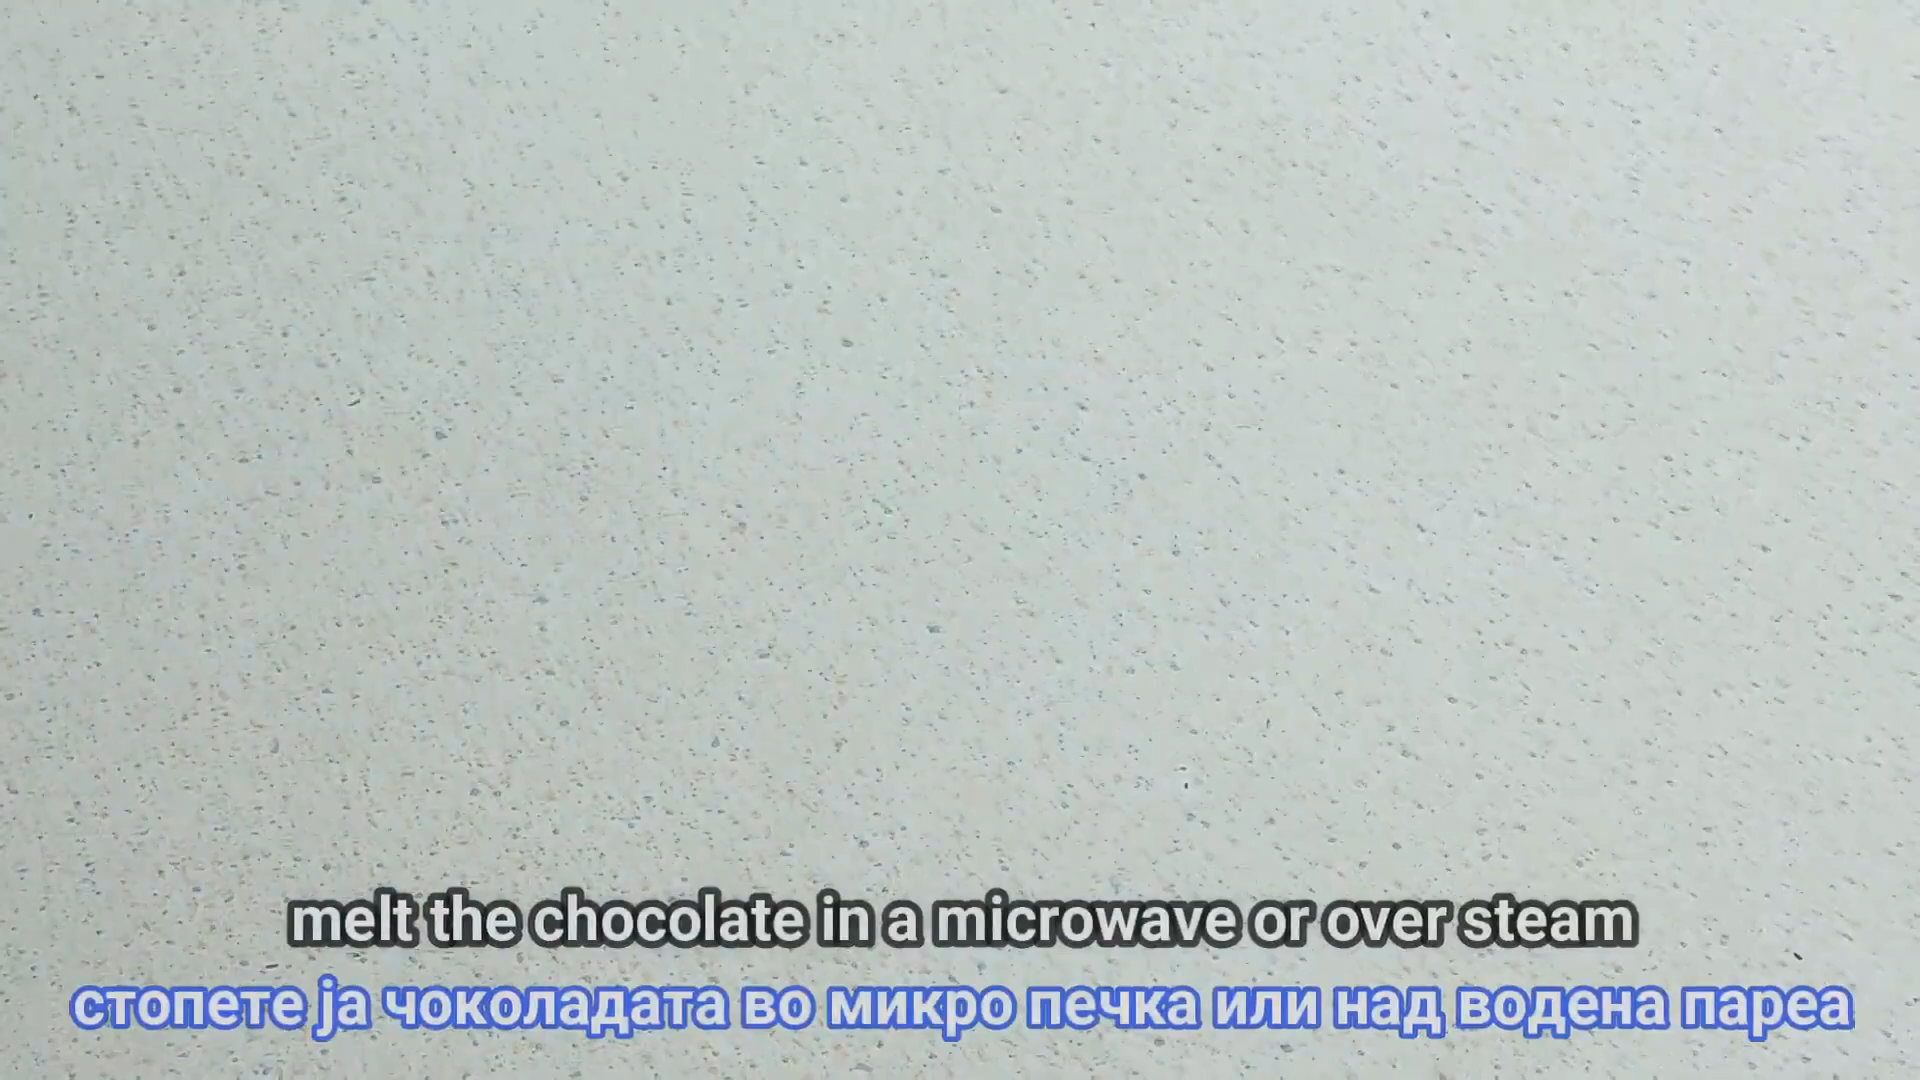 melt the chocolate in a microwave or over steam
стопете ја чоколадата во микро печка или над водена пареа